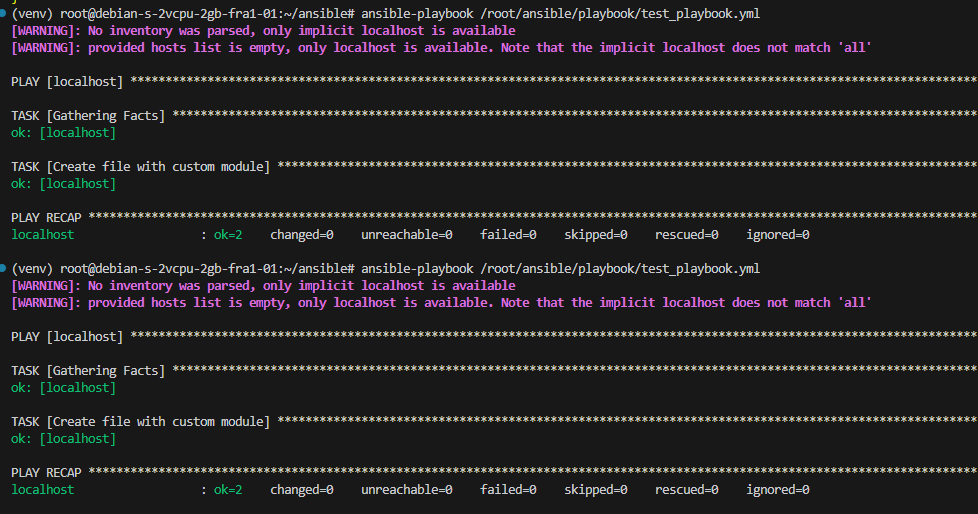 (venv) root@debian-s-2vcpu-2gb-fra1-01:~/ansible# ansible-playbook /root/ansible/playbook/test_playbook.yml
[WARNING]: No inventory was parsed, only implicit localhost is available
[WARNING]: provided hosts list is empty, only localhost is available. Note that the implicit localhost does not match 'all'
PLAY [localhost] *************************************************************************************************************************
TASK [Gathering Facts] *******************************************************************************************************************
ok: [localhost]
TASK [Create file with custom module] ****************************************************************************************************
ok: [localhost]
PLAY RECAP *******************************************************************************************************************************
localhost                  : ok=2    changed=0    unreachable=0    failed=0    skipped=0    rescued=0    ignored=0
(venv) root@debian-s-2vcpu-2gb-fra1-01:~/ansible# ansible-playbook /root/ansible/playbook/test_playbook.yml
[WARNING]: No inventory was parsed, only implicit localhost is available
[WARNING]: provided hosts list is empty, only localhost is available. Note that the implicit localhost does not match 'all'
PLAY [localhost] *************************************************************************************************************************
TASK [Gathering Facts] *******************************************************************************************************************
ok: [localhost]
TASK [Create file with custom module] ****************************************************************************************************
ok: [localhost]
PLAY RECAP *******************************************************************************************************************************
localhost                  : ok=2    changed=0    unreachable=0    failed=0    skipped=0    rescued=0    ignored=0